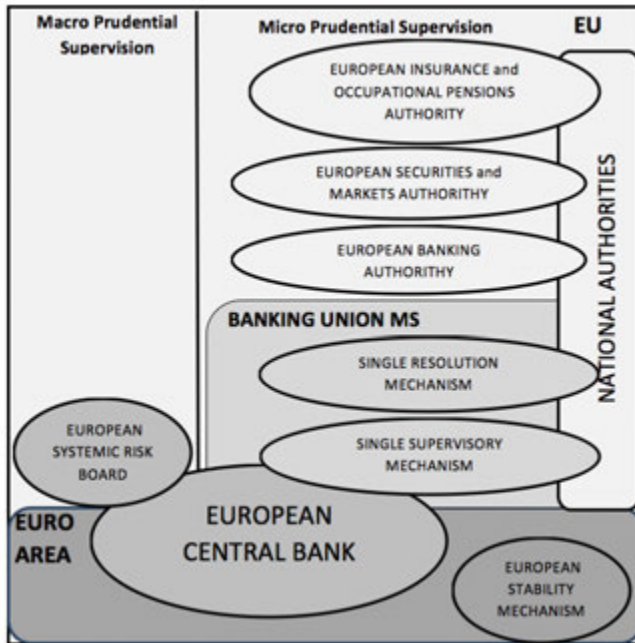 Macro Prudential
Supervision
Micro Prudential Supervision
EU
EUROPEAN INSURANCE and
OCCUPATIONAL PENSIONS
AUTHORITY
EUROPEAN SECURITIES and
MARKETS AUTHORITHY
EUROPEAN BANKING
AUTHORITHY
NATIONAL AUTHORITIES
BANKING UNION MS
SINGLE RESOLUTION
MECHANISM
EUROPEAN
SYSTEMIC RISK
BOARD
SINGLE SUPERVISORY
MECHANISM
EURO
AREA
EUROPEAN
CENTRAL BANK
EUROPEAN
STABILITY
MECHANISM